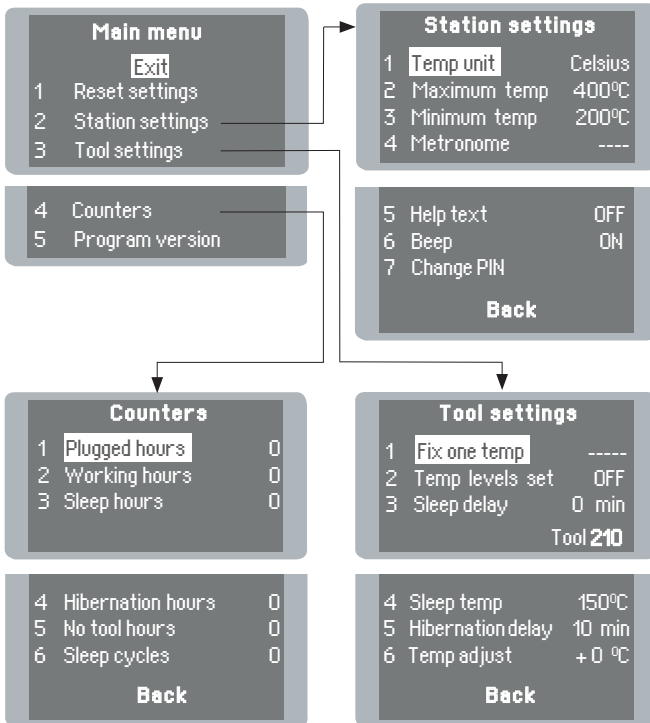 Main menu
Exit
1 Reset settings
2 Station settings
3 Tool settings
4 Counters
5 Program version
Station settings
1 Temp unit Celsius
2 Maximum temp 400ºC
3 Minimum temp 200ºC
4 Metronome ----
5 Help text OFF
6 Beep ON
7 Change PIN
Back
Counters
1 Plugged hours 0
2 Working hours 0
3 Sleep hours 0
4 Hibernation hours 0
5 No tool hours 0
6 Sleep cycles 0
Back
Tool settings
1 Fix one temp -----
2 Temp levels set OFF
3 Sleep delay 0 min
Tool 210
4 Sleep temp 150ºC
5 Hibernation delay 10 min
6 Temp adjust +0 ºC
Back